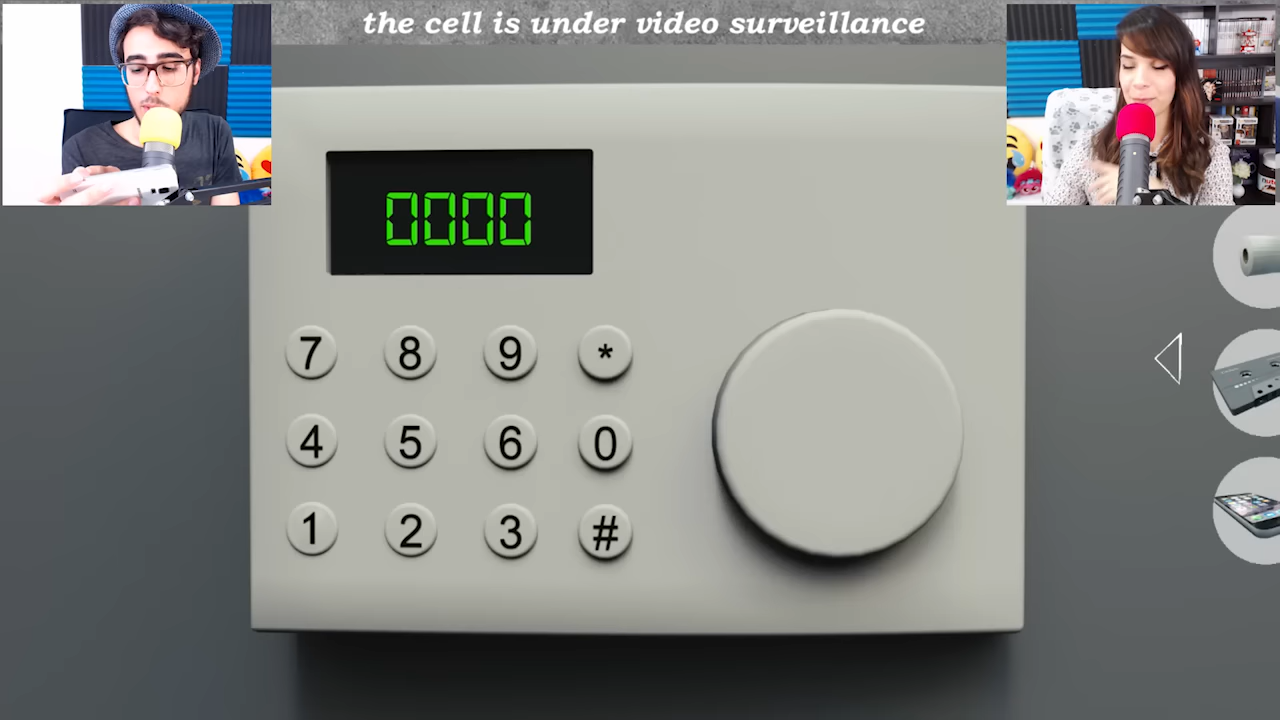 the cell is under video surveillance
0000
7 8 9 *
4 5 6 0
1 2 3 #